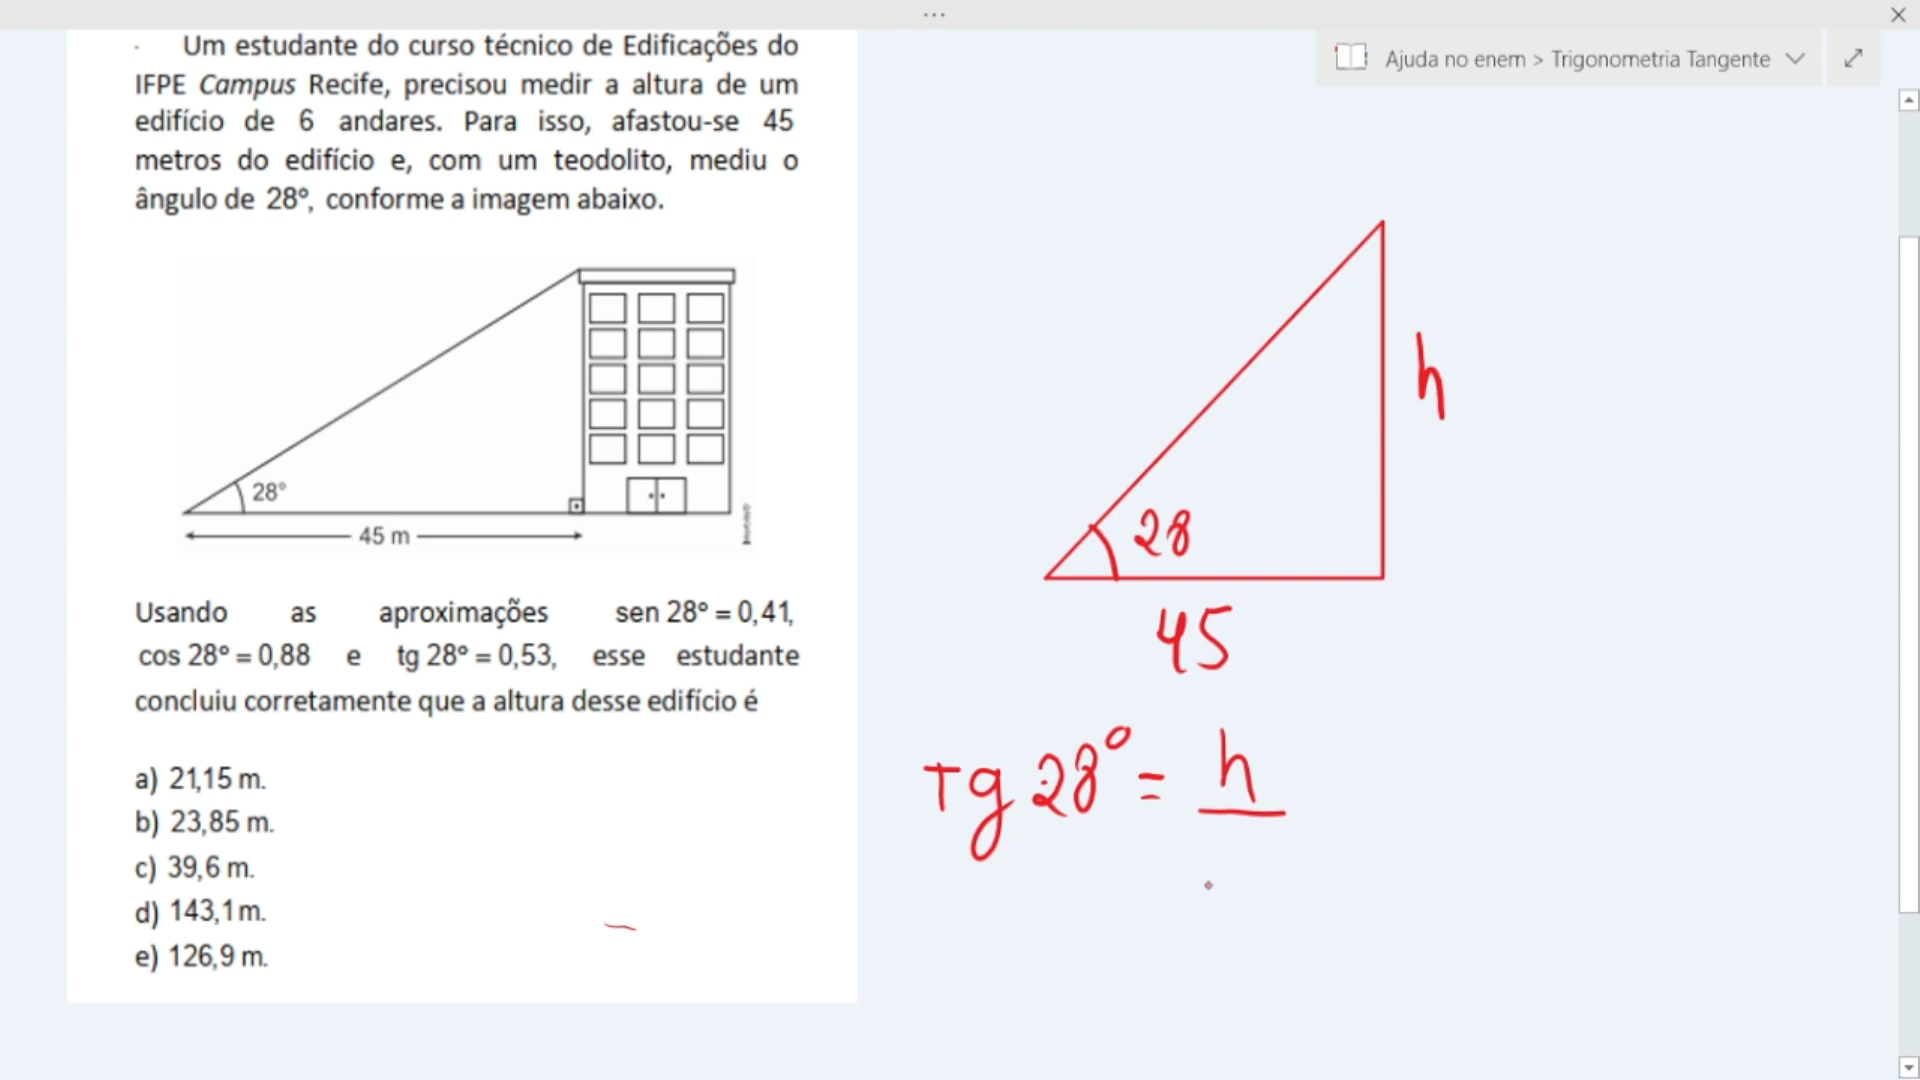 Um estudante do curso técnico de Edificações do
IFPE Campus Recife, precisou medir a altura de um
edifício de 6 andares. Para isso, afastou-se 45
metros do edifício e, com um teodolito, mediu o
ângulo de 28°, conforme a imagem abaixo.
28°
45 m
Usando as aproximações sen 28° = 0,41,
cos 28° = 0,88 e tg 28° = 0,53, esse estudante
concluiu corretamente que a altura desse edifício é
a) 21,15 m.
b) 23,85 m.
c) 39,6 m.
d) 143,1 m.
e) 126,9 m.
Ajuda no enem > Trigonometria Tangente
h
28
45
Tg 28° = h